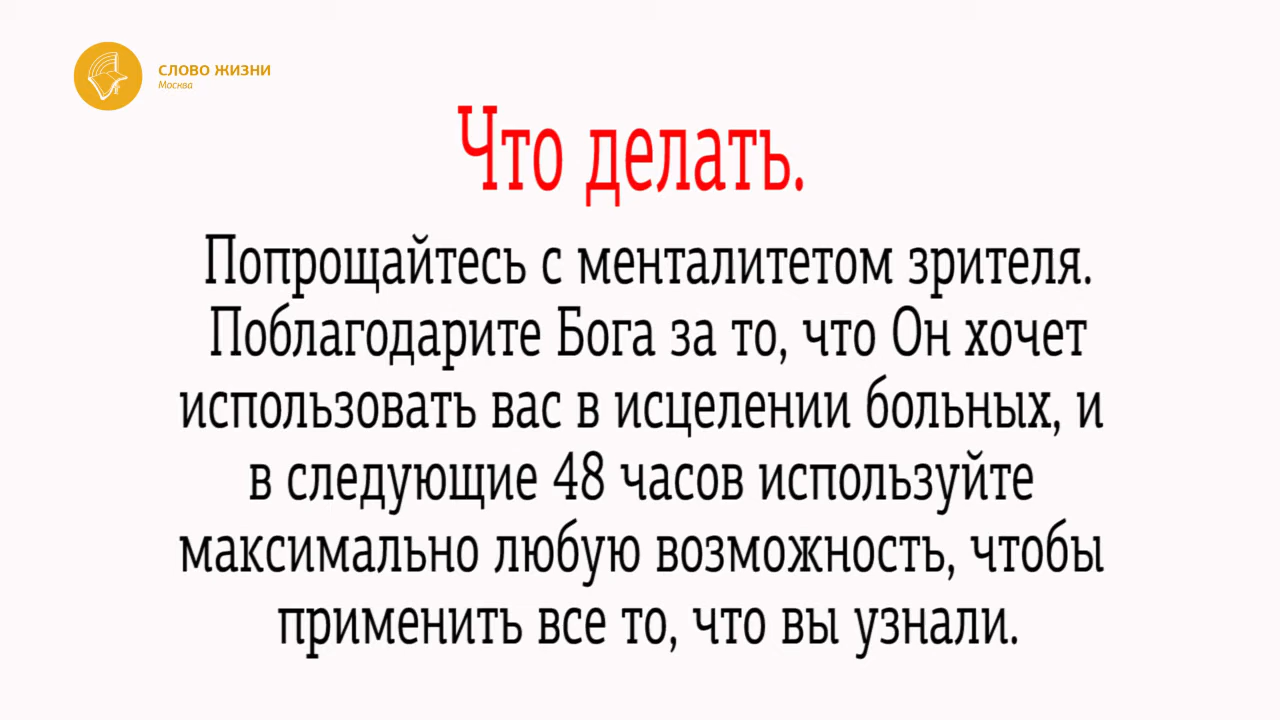 СЛОВО ЖИЗНИ
Москва
Что делать.
Попрощайтесь с менталитетом зрителя.
Поблагодарите Бога за то, что Он хочет
использовать вас в исцелении больных, и
в следующие 48 часов используйте
максимально любую возможность, чтобы
применить все то, что вы узнали.